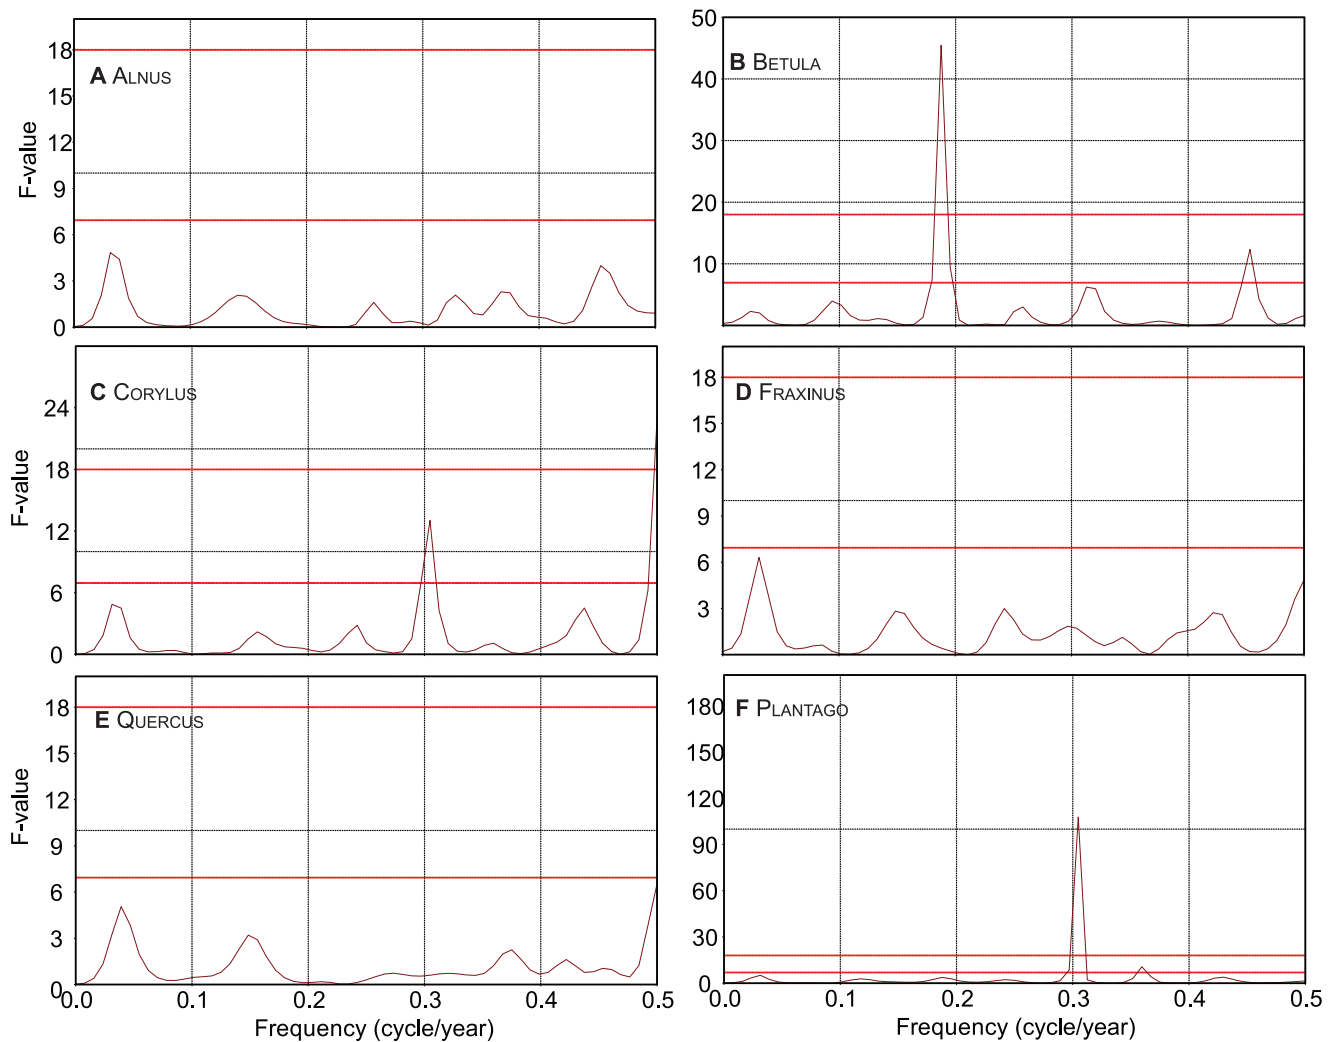 A ALNUS
F-value
18
15
12
9
6
3
0
B BETULA
50
40
30
20
10
C CORYLUS
F-value
24
18
12
6
0
D FRAXINUS
18
15
12
9
6
3
E QUERCUS
F-value
18
15
12
9
6
3
0
0.0 0.1 0.2 0.3 0.4 0.5
Frequency (cycle/year)
F PLANTAGO
180
150
120
90
60
30
0
0.0 0.1 0.2 0.3 0.4 0.5
Frequency (cycle/year)